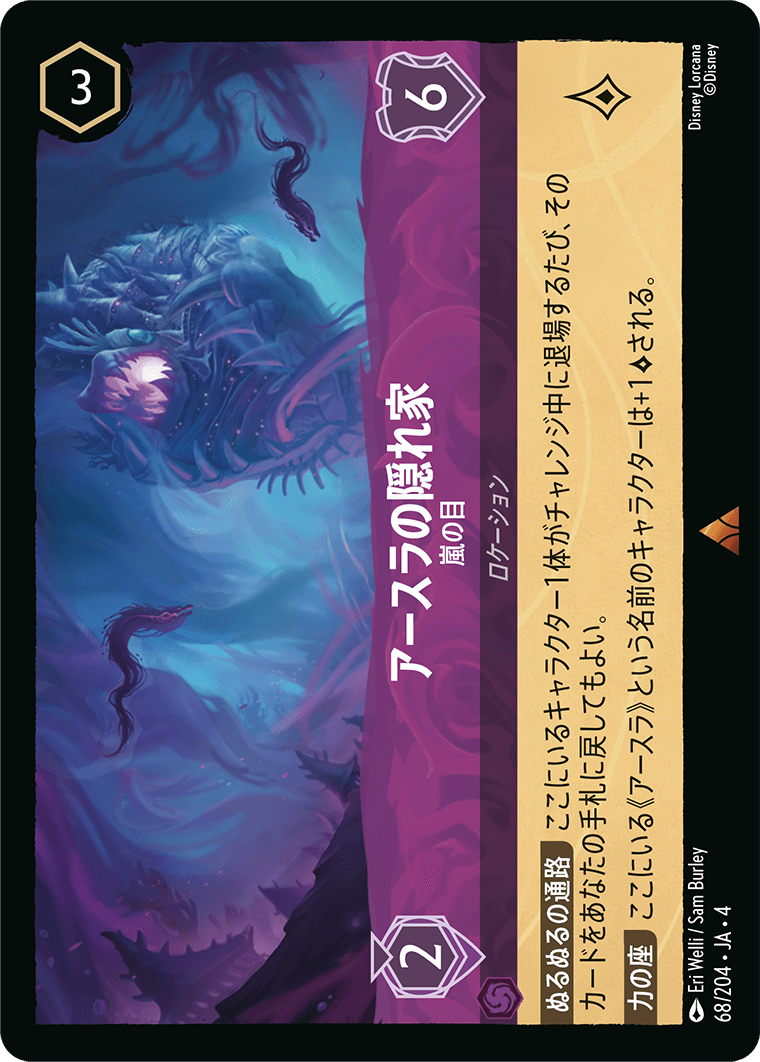 3
2
アースラの隠れ家
嵐の目
6
ロケーション
ぬるぬるの通路 ここにいるキャラクター1体がチャレンジ中に退場するたび、その
カードをあなたの手札に戻してもよい。
力の座 ここにいる《アースラ》という名前のキャラクターは+1される。
Eri Welli / Sam Burley
68/204 • JA • 4
Disney Lorcana
©Disney